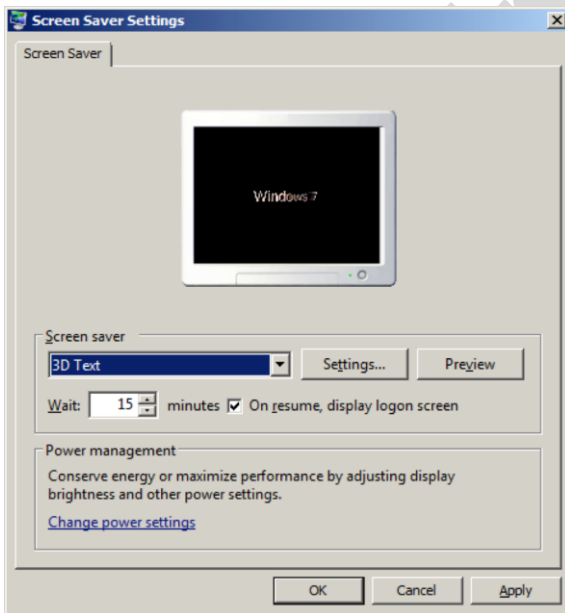 Screen Saver Settings
Screen Saver
Windows 7
Screen saver
3D Text
Settings...
Preview
Wait: 15 minutes On resume, display logon screen
Power management
Conserve energy or maximize performance by adjusting display
brightness and other power settings.
Change power settings
OK Cancel Apply